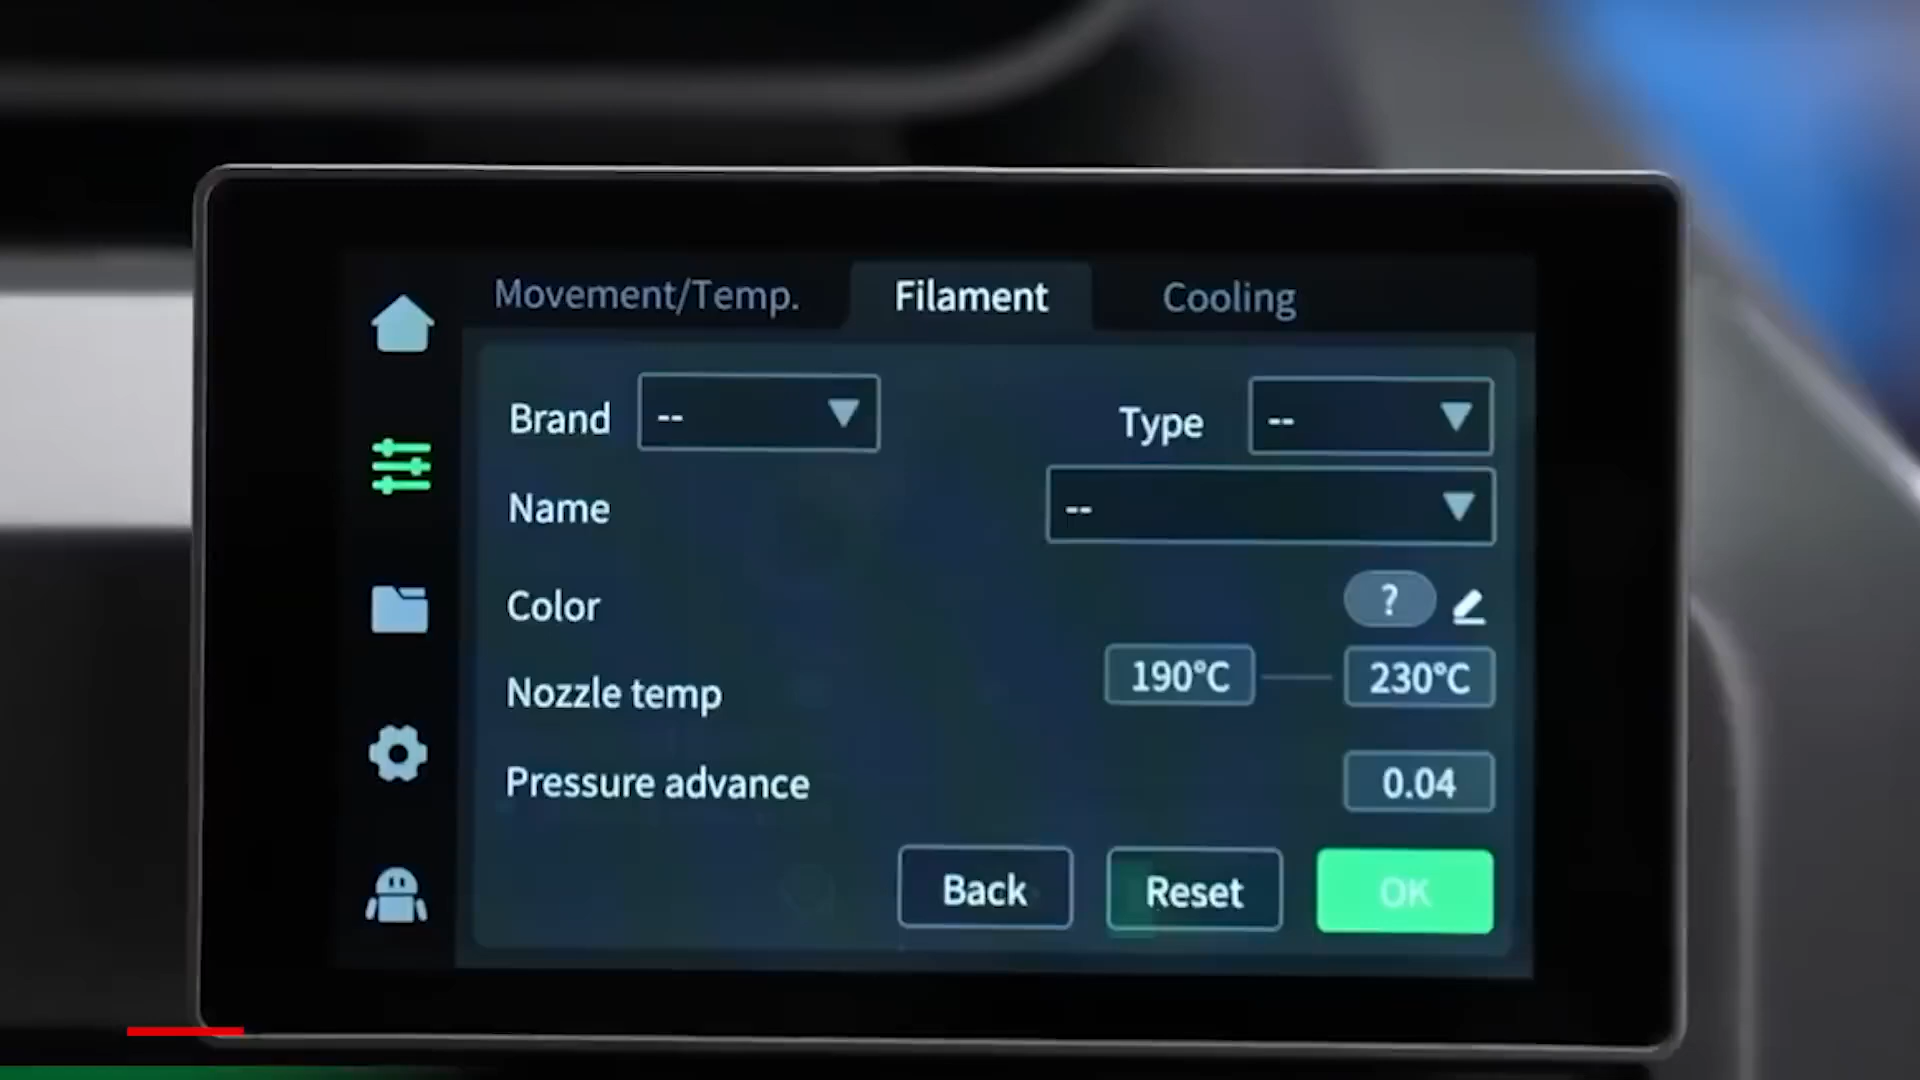 Movement/Temp. Filament Cooling
Brand -- Type --
Name --
Color ?
Nozzle temp 190°C 230°C
Pressure advance 0.04
Back Reset OK